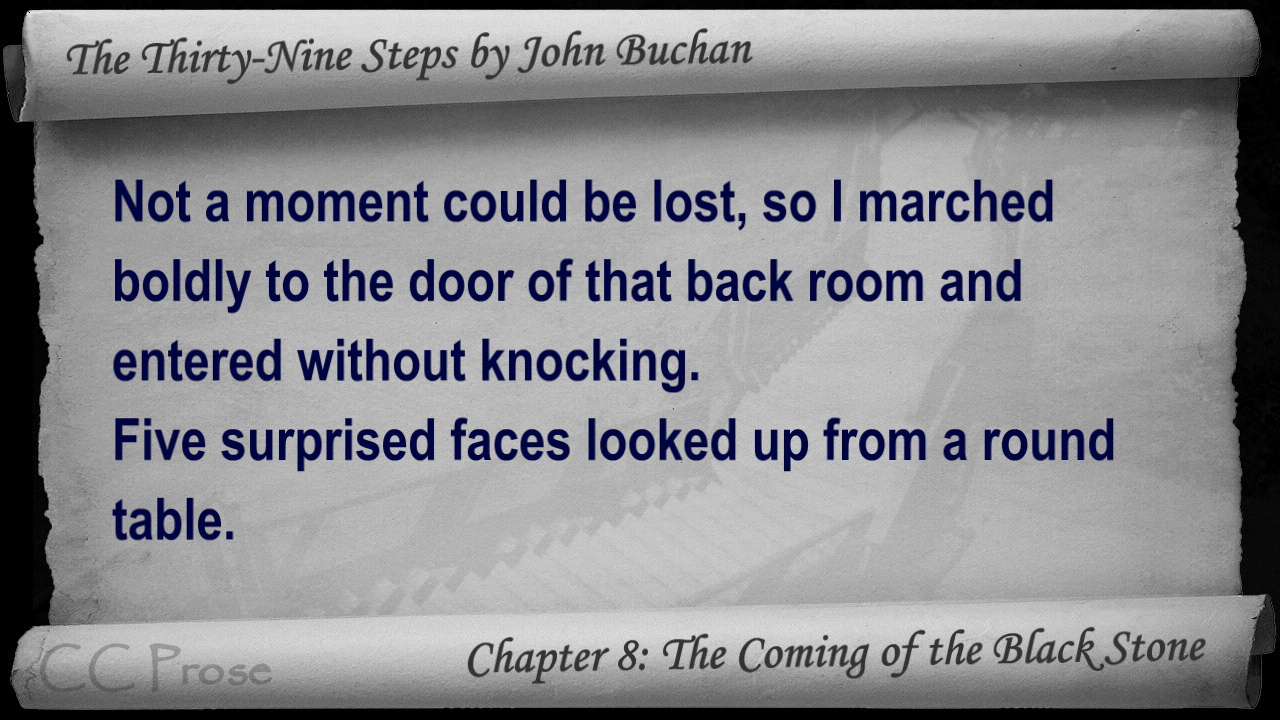 The Thirty-Nine Steps by John Buchan
Not a moment could be lost, so I marched
boldly to the door of that back room and
entered without knocking.
Five surprised faces looked up from a round
table.
CC Prose
Chapter 8: The Coming of the Black Stone